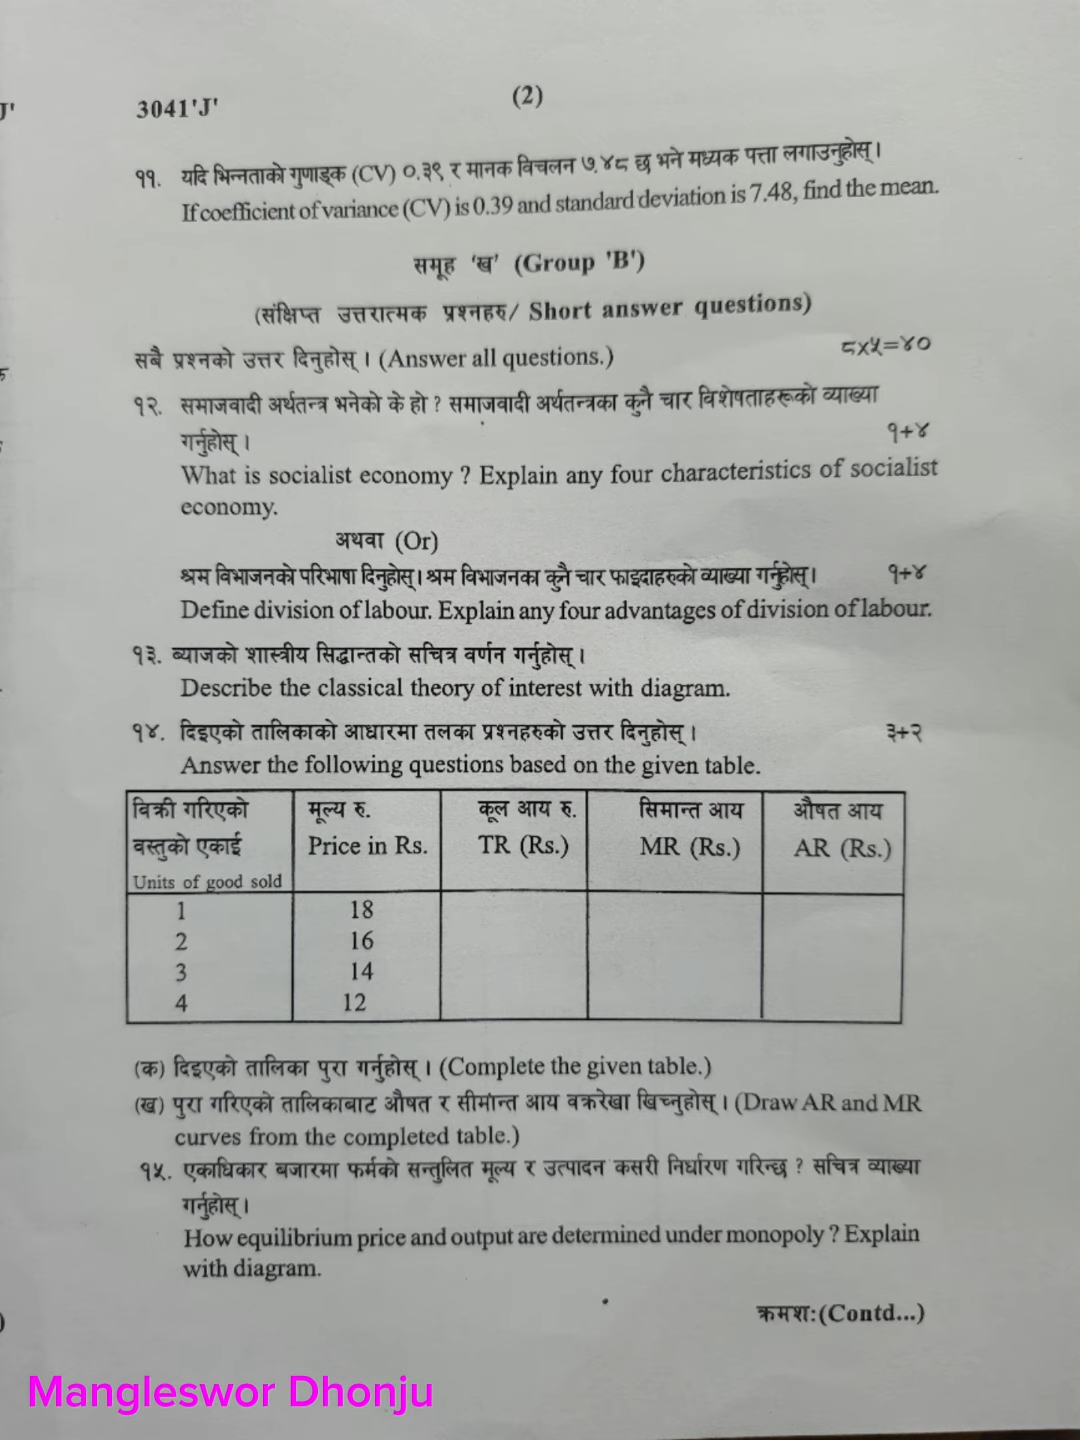 J'
3041'J'
(2)
११. यदि भिन्नताको गुणाङ्क (CV) ०.३९ र मानक विचलन ७.४८ छ भने मध्यक पत्ता लगाउनुहोस् ।
If coefficient of variance (CV) is 0.39 and standard deviation is 7.48, find the mean.
समूह 'ख' (Group 'B')
(संक्षिप्त उत्तरात्मक प्रश्नहरु/ Short answer questions)
सबै प्रश्नको उत्तर दिनुहोस् । (Answer all questions.) ८×५=४०
१२. समाजवादी अर्थतन्त्र भनेको के हो ? समाजवादी अर्थतन्त्रका कुनै चार विशेषताहरूको व्याख्या
गर्नुहोस् । १+४
What is socialist economy ? Explain any four characteristics of socialist
economy.
अथवा (Or)
श्रम विभाजनको परिभाषा दिनुहोस् । श्रम विभाजनका कुनै चार फाइदाहरुको व्याख्या गर्नुहोस् । १+४
Define division of labour. Explain any four advantages of division of labour.
१३. ब्याजको शास्त्रीय सिद्धान्तको सचित्र वर्णन गर्नुहोस् ।
Describe the classical theory of interest with diagram.
१४. दिइएको तालिकाको आधारमा तलका प्रश्नहरुको उत्तर दिनुहोस् । ३+२
Answer the following questions based on the given table.
विक्री गरिएको मूल्य रु. कूल आय रु. सिमान्त आय औषत आय
वस्तुको एकाई Price in Rs. TR (Rs.) MR (Rs.) AR (Rs.)
Units of good sold
1 18
2 16
3 14
4 12
(क) दिइएको तालिका पुरा गर्नुहोस् । (Complete the given table.)
(ख) पुरा गरिएको तालिकाबाट औषत र सीमान्त आय वक्ररेखा खिच्नुहोस् । (Draw AR and MR
curves from the completed table.)
१५. एकाधिकार बजारमा फर्मको सन्तुलित मूल्य र उत्पादन कसरी निर्धारण गरिन्छ ? सचित्र व्याख्या
गर्नुहोस् ।
How equilibrium price and output are determined under monopoly ? Explain
with diagram.
क्रमश:(Contd...)
Mangleswor Dhonju